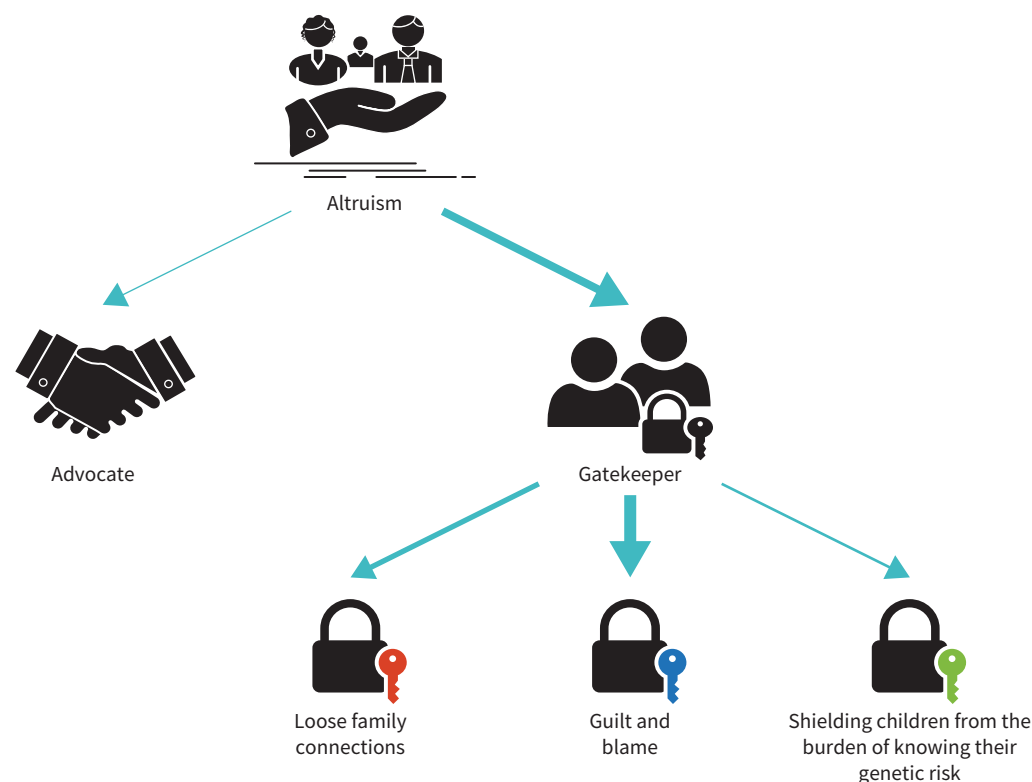 Altruism
Advocate
Gatekeeper
Loose family
connections
Guilt and
blame
Shielding children from the
burden of knowing their
genetic risk